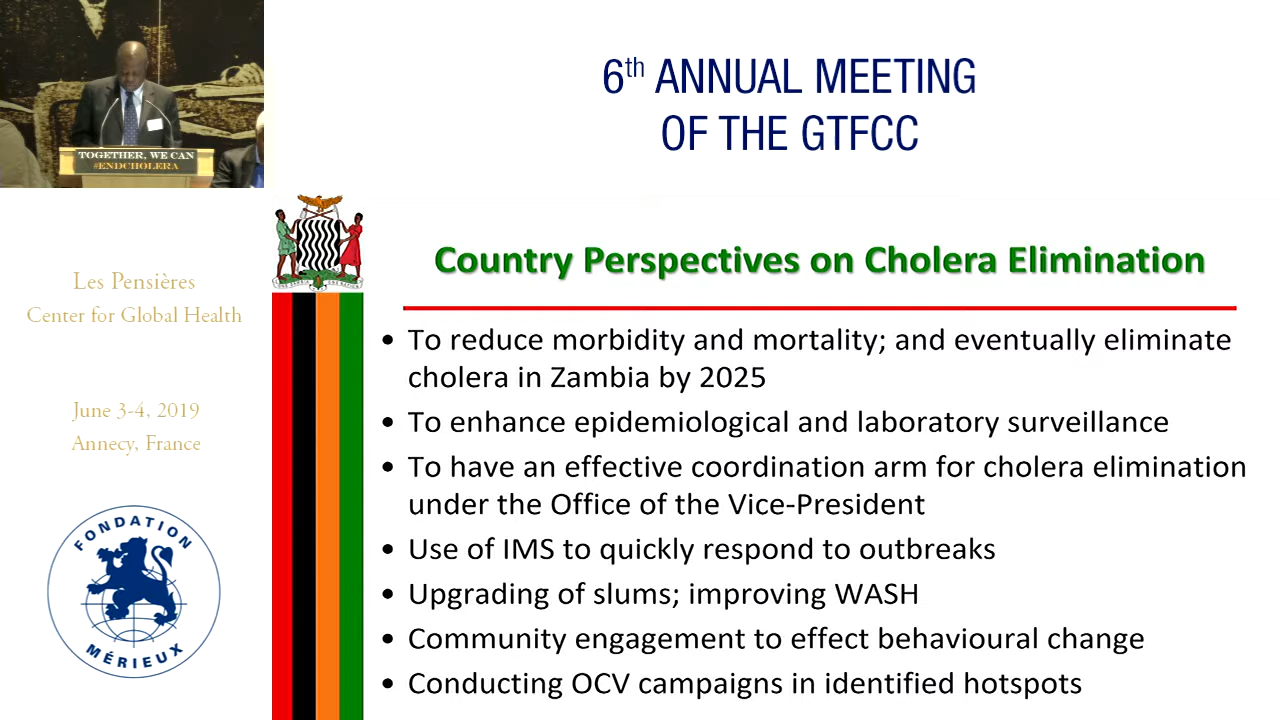 TOGETHER, WE CAN
#ENDCHOLERA
6th ANNUAL MEETING
OF THE GTFCC
Les Pensières
Center for Global Health
June 3-4, 2019
Annecy, France
FONDATION
MÉRIEUX
Country Perspectives on Cholera Elimination
• To reduce morbidity and mortality; and eventually eliminate
cholera in Zambia by 2025
• To enhance epidemiological and laboratory surveillance
• To have an effective coordination arm for cholera elimination
under the Office of the Vice-President
• Use of IMS to quickly respond to outbreaks
• Upgrading of slums; improving WASH
• Community engagement to effect behavioural change
• Conducting OCV campaigns in identified hotspots